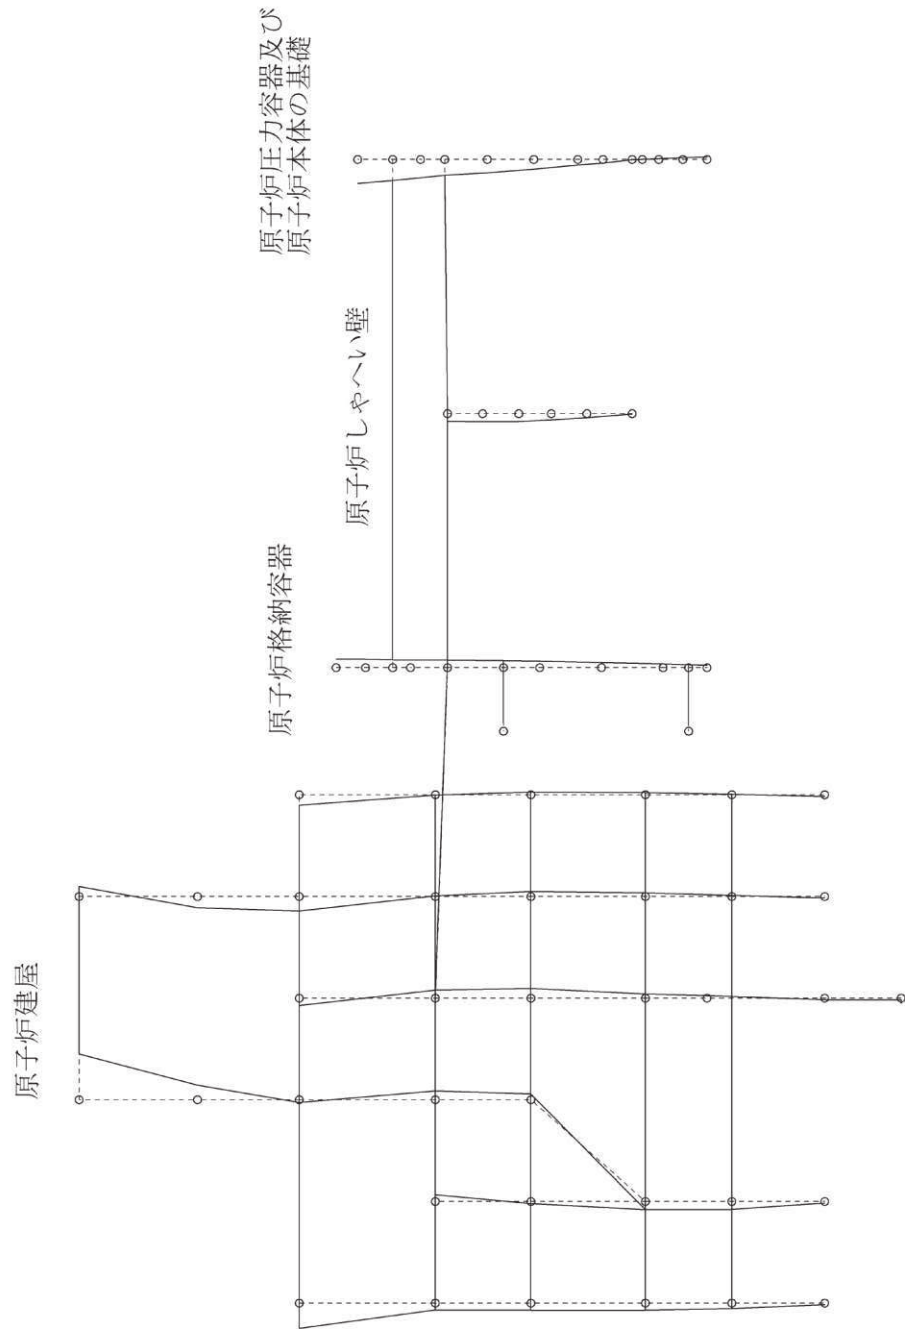 原子炉建屋
原子炉格納容器
原子炉しゃへい壁
原子炉圧力容器及び
原子炉本体の基礎